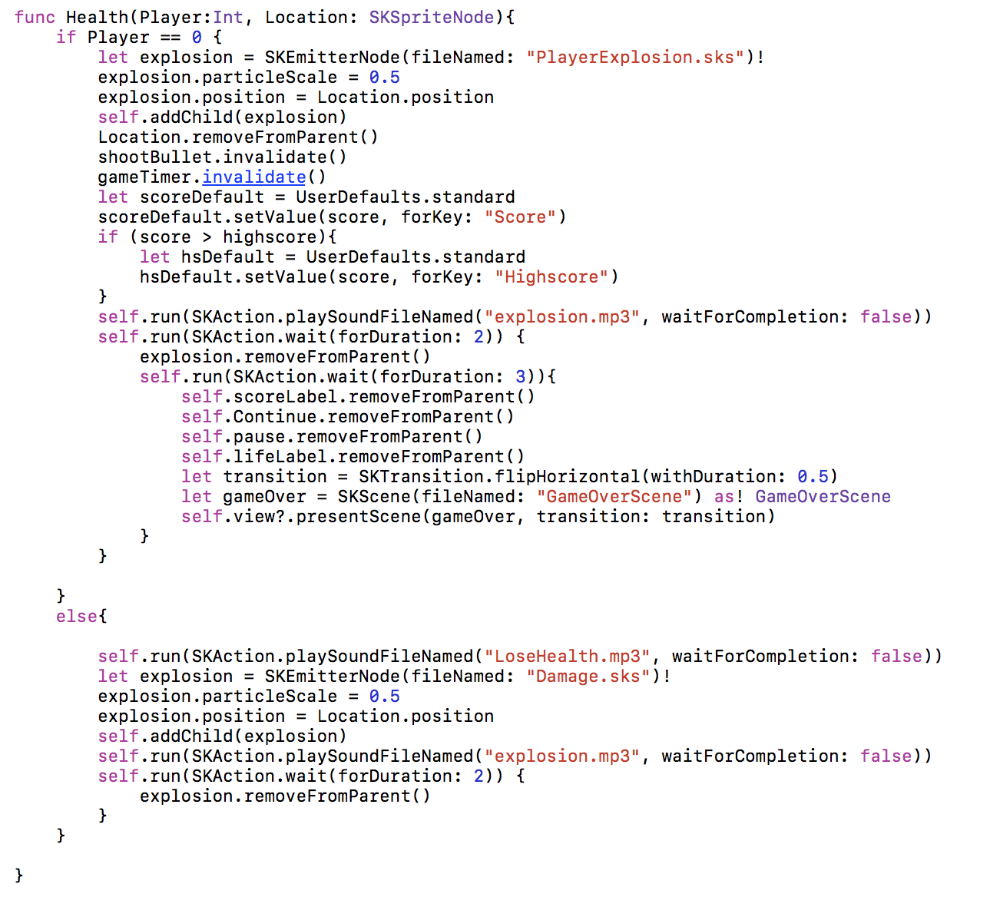 func Health(Player:Int, Location: SKSpriteNode){
    if Player == 0 {
        let explosion = SKEmitterNode(fileNamed: "PlayerExplosion.sks")!
        explosion.particleScale = 0.5
        explosion.position = Location.position
        self.addChild(explosion)
        Location.removeFromParent()
        shootBullet.invalidate()
        gameTimer.invalidate()
        let scoreDefault = UserDefaults.standard
        scoreDefault.setValue(score, forKey: "Score")
        if (score > highscore){
            let hsDefault = UserDefaults.standard
            hsDefault.setValue(score, forKey: "Highscore")
        }
        self.run(SKAction.playSoundFileNamed("explosion.mp3", waitForCompletion: false))
        self.run(SKAction.wait(forDuration: 2)) {
            explosion.removeFromParent()
            self.run(SKAction.wait(forDuration: 3)){
                self.scoreLabel.removeFromParent()
                self.Continue.removeFromParent()
                self.pause.removeFromParent()
                self.lifeLabel.removeFromParent()
                let transition = SKTransition.flipHorizontal(withDuration: 0.5)
                let gameOver = SKScene(fileNamed: "GameOverScene") as! GameOverScene
                self.view?.presentScene(gameOver, transition: transition)
            }
        }

    }
    else{

        self.run(SKAction.playSoundFileNamed("LoseHealth.mp3", waitForCompletion: false))
        let explosion = SKEmitterNode(fileNamed: "Damage.sks")!
        explosion.particleScale = 0.5
        explosion.position = Location.position
        self.addChild(explosion)
        self.run(SKAction.playSoundFileNamed("explosion.mp3", waitForCompletion: false))
        self.run(SKAction.wait(forDuration: 2)) {
            explosion.removeFromParent()
        }
    }

}